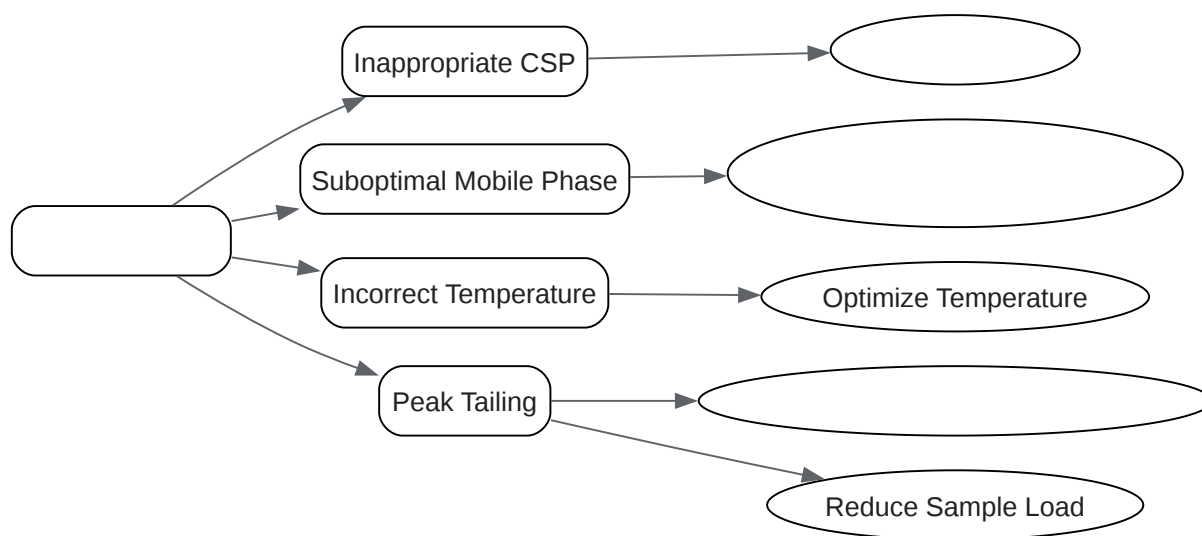 Inappropriate CSP
Suboptimal Mobile Phase
Incorrect Temperature
Optimize Temperature
Peak Tailing
Reduce Sample Load